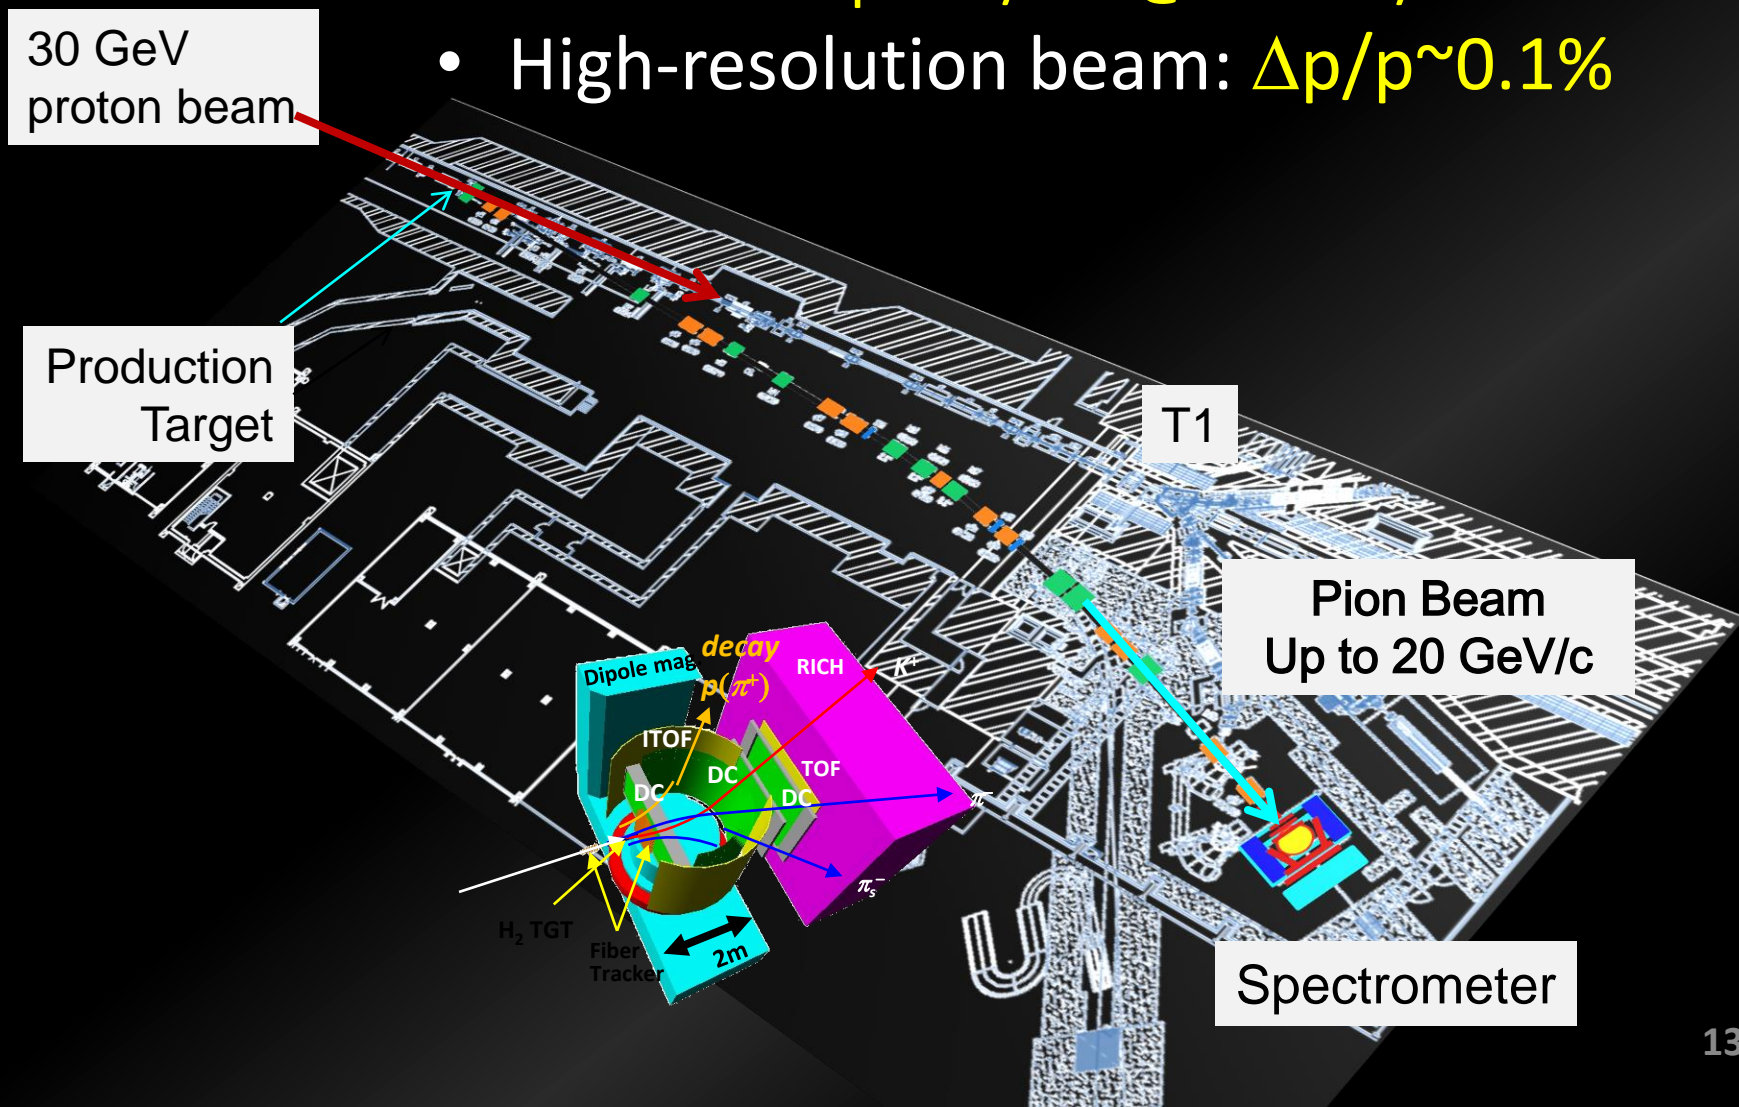 30 GeV
proton beam
• High-resolution beam: Δp/p~0.1%
Production
Target
T1
Pion Beam
Up to 20 GeV/c
decay
p(π⁺)
Dipole mag.
RICH
K⁺
ITOF
DC
TOF
DC
DC
π⁻
πₛ⁻
H₂ TGT
Fiber
Tracker
2m
Spectrometer
13